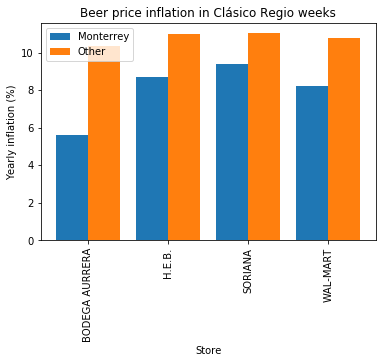 Beer price inflation in Clásico Regio weeks
Monterrey
Other
Yearly inflation (%)
10
8
6
4
2
0
BODEGA AURRERA
H.E.B.
SORIANA
WAL-MART
Store